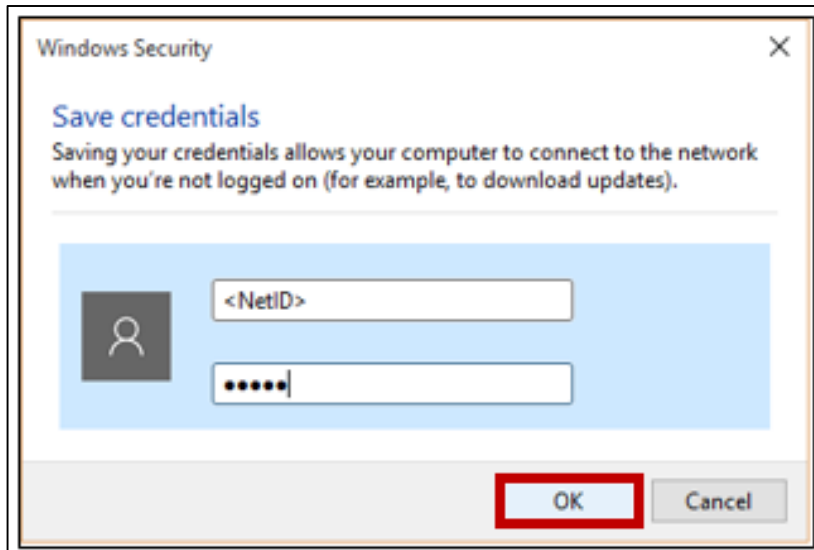 Windows Security
Save credentials
Saving your credentials allows your computer to connect to the network
when you're not logged on (for example, to download updates).
<NetID>
●●●●●
OK
Cancel